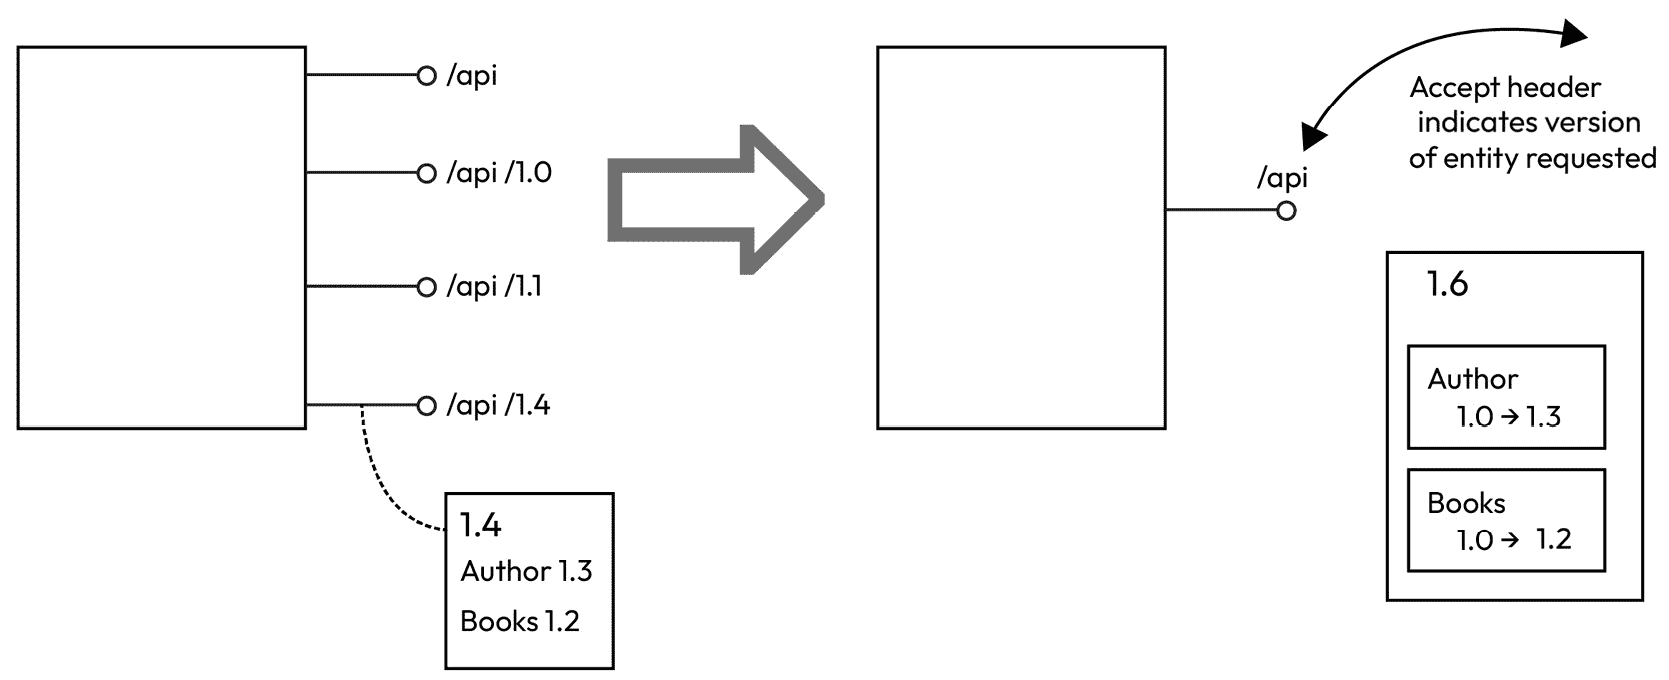 /api
/api /1.0
/api /1.1
/api /1.4
1.4
Author 1.3
Books 1.2
Accept header
indicates version
of entity requested
/api
1.6
Author
1.0 → 1.3
Books
1.0 → 1.2